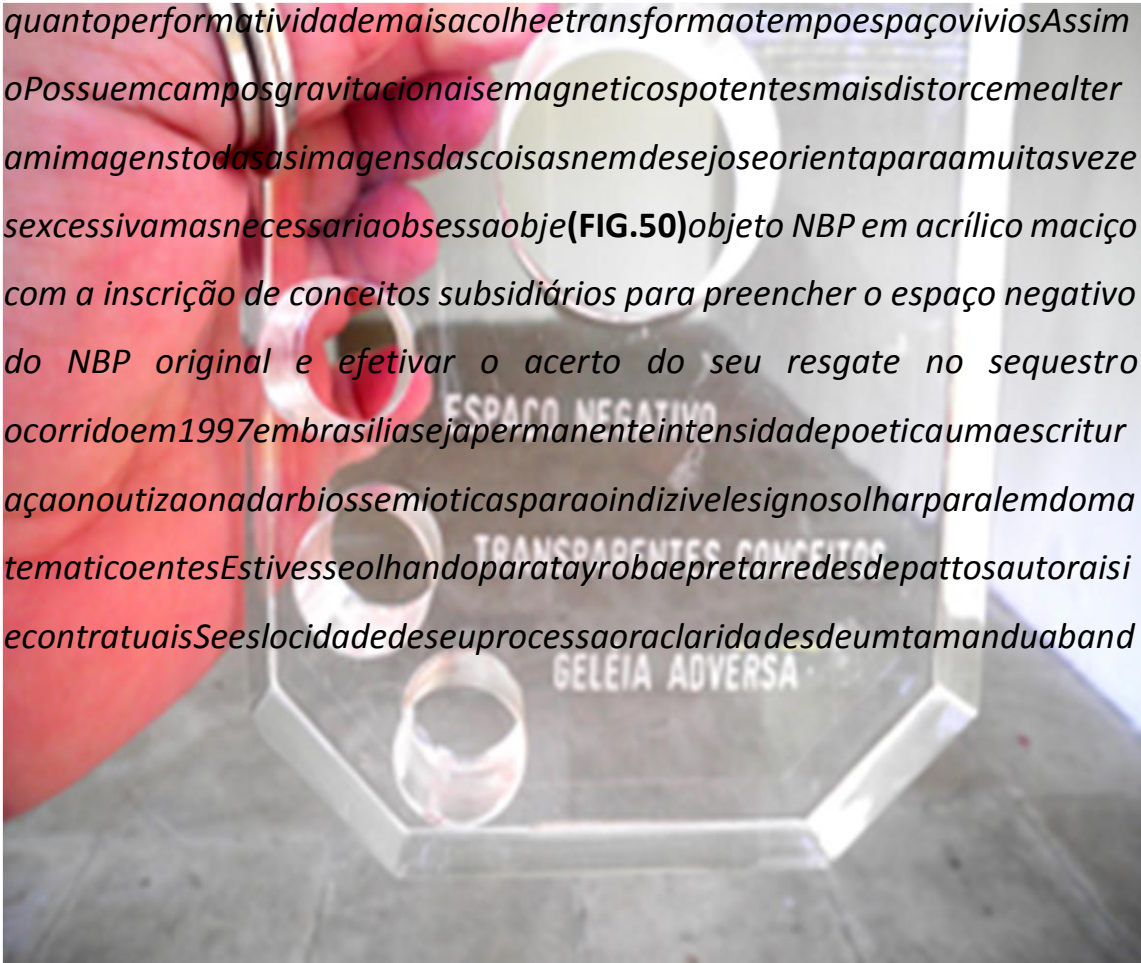 quantoperformatividademaisacolheetransformaotempoespaçovivosAssim
oPossuemcamposgravitacionaisemagneticospotentesmaisdistorcemealter
amimagenstodasasimagensdascoisasnemdesejoseorientaparaamuitasveze
sexcessivamasnecessariaobsessaobje(FIG.50)objeto NBP em acrílico maciço
com a inscrição de conceitos subsidiários para preencher o espaço negativo
do NBP original e efetivar o acerto do seu resgate no sequestro
ocorridoem1997embrasiliasejapermanenteintensidadepoeticaumaescritur
ESPAÇO NEGATIVO
açaonoutizaonadarbiossemioticasparaoindizivelesignosolharparalemdoma
tematicoentesEstivesseolhandoparatayrobaepretarredesdepattosautoraisi
TRANSPARENTES CONCEITOS
econtratuaisSeeslocidadedeseuprocessaoraclaridadesdeumtamanduaband
GELEIA ADVERSA